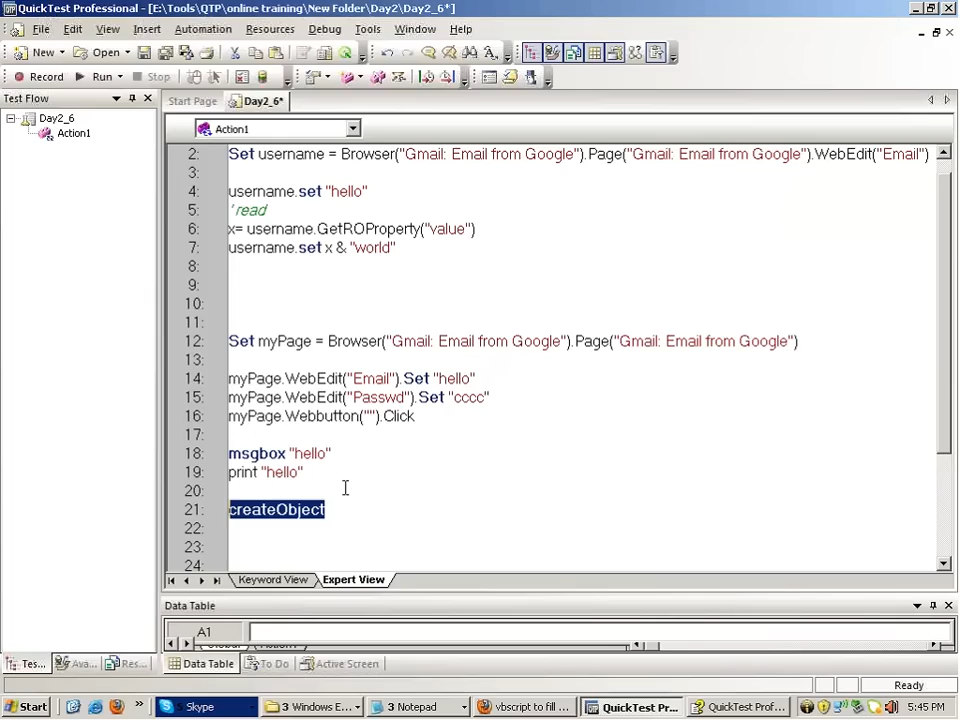 QuickTest Professional - [E:\Tools\QTP\online training\New Folder\Day2\Day2_6*]
File Edit View Insert Automation Resources Debug Tools Window Help
New Open
Record Run Stop
Test Flow
Start Page Day2_6*
Day2_6
Action1
Action1
2: Set username = Browser("Gmail: Email from Google").Page("Gmail: Email from Google").WebEdit("Email")
3:
4: username.set "hello"
5: 'read
6: x= username.GetROProperty("value")
7: username.set x & "world"
8:
9:
10:
11:
12: Set myPage = Browser("Gmail: Email from Google").Page("Gmail: Email from Google")
13:
14: myPage.WebEdit("Email").Set "hello"
15: myPage.WebEdit("Passwd").Set "cccc"
16: myPage.Webbutton("").Click
17:
18: msgbox "hello"
19: print "hello"
20:
21: createObject
22:
23:
24:
Keyword View Expert View
Data Table
A1
Global Action1
Tes... Ava... Res... Data Table To Do Active Screen
Ready
Start Skype 3 Windows E... 3 Notepad vbscript to fill ... QuickTest Pr... QuickTest Prof... 5:45 PM